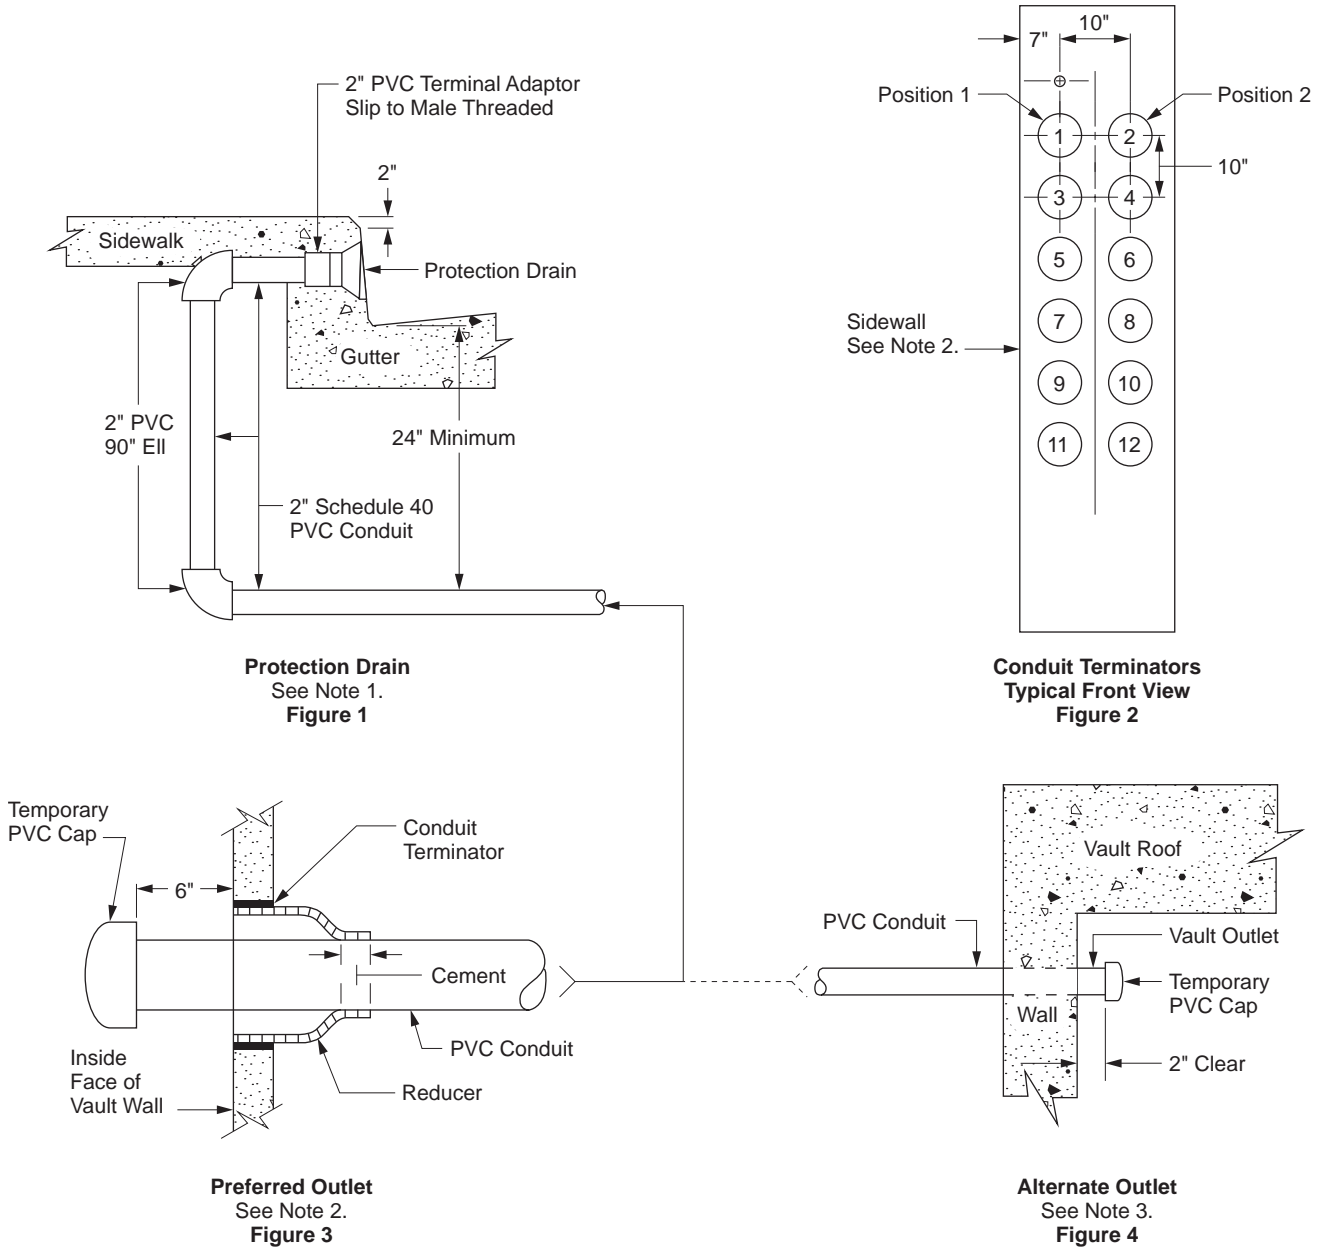 2" PVC Terminal Adaptor
Slip to Male Threaded
2"
Sidewalk
Protection Drain
Gutter
2" PVC
90" Ell
24" Minimum
2" Schedule 40
PVC Conduit
Protection Drain
See Note 1.
Figure 1
7"
10"
Position 1
Position 2
1
2
10"
3
4
5
6
Sidewall
See Note 2.
7
8
9
10
11
12
Conduit Terminators
Typical Front View
Figure 2
Temporary
PVC Cap
6"
Conduit
Terminator
Cement
PVC Conduit
Reducer
Inside
Face of
Vault Wall
Preferred Outlet
See Note 2.
Figure 3
Vault Roof
PVC Conduit
Vault Outlet
Temporary
PVC Cap
Wall
2" Clear
Alternate Outlet
See Note 3.
Figure 4